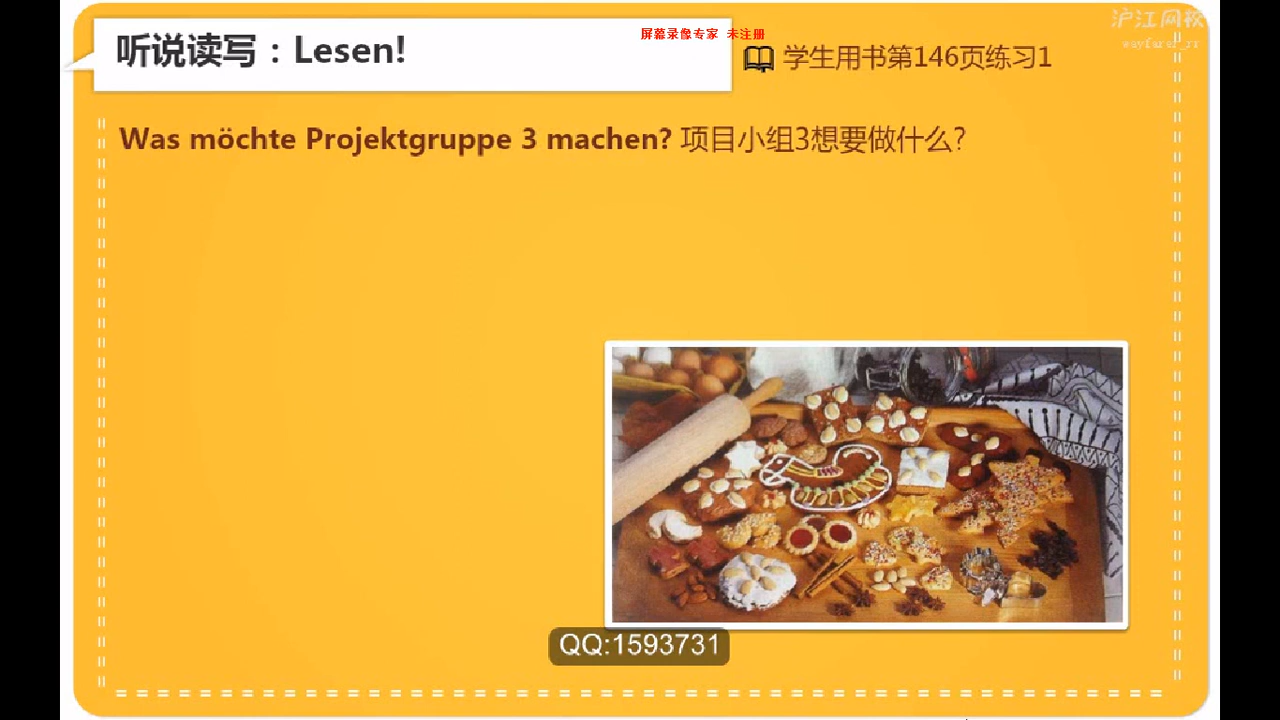 沪江网校
wayfarer_rr
屏幕录像专家 未注册
听说读写：Lesen!
学生用书第146页练习1
Was möchte Projektgruppe 3 machen? 项目小组3想要做什么?
QQ:1593731